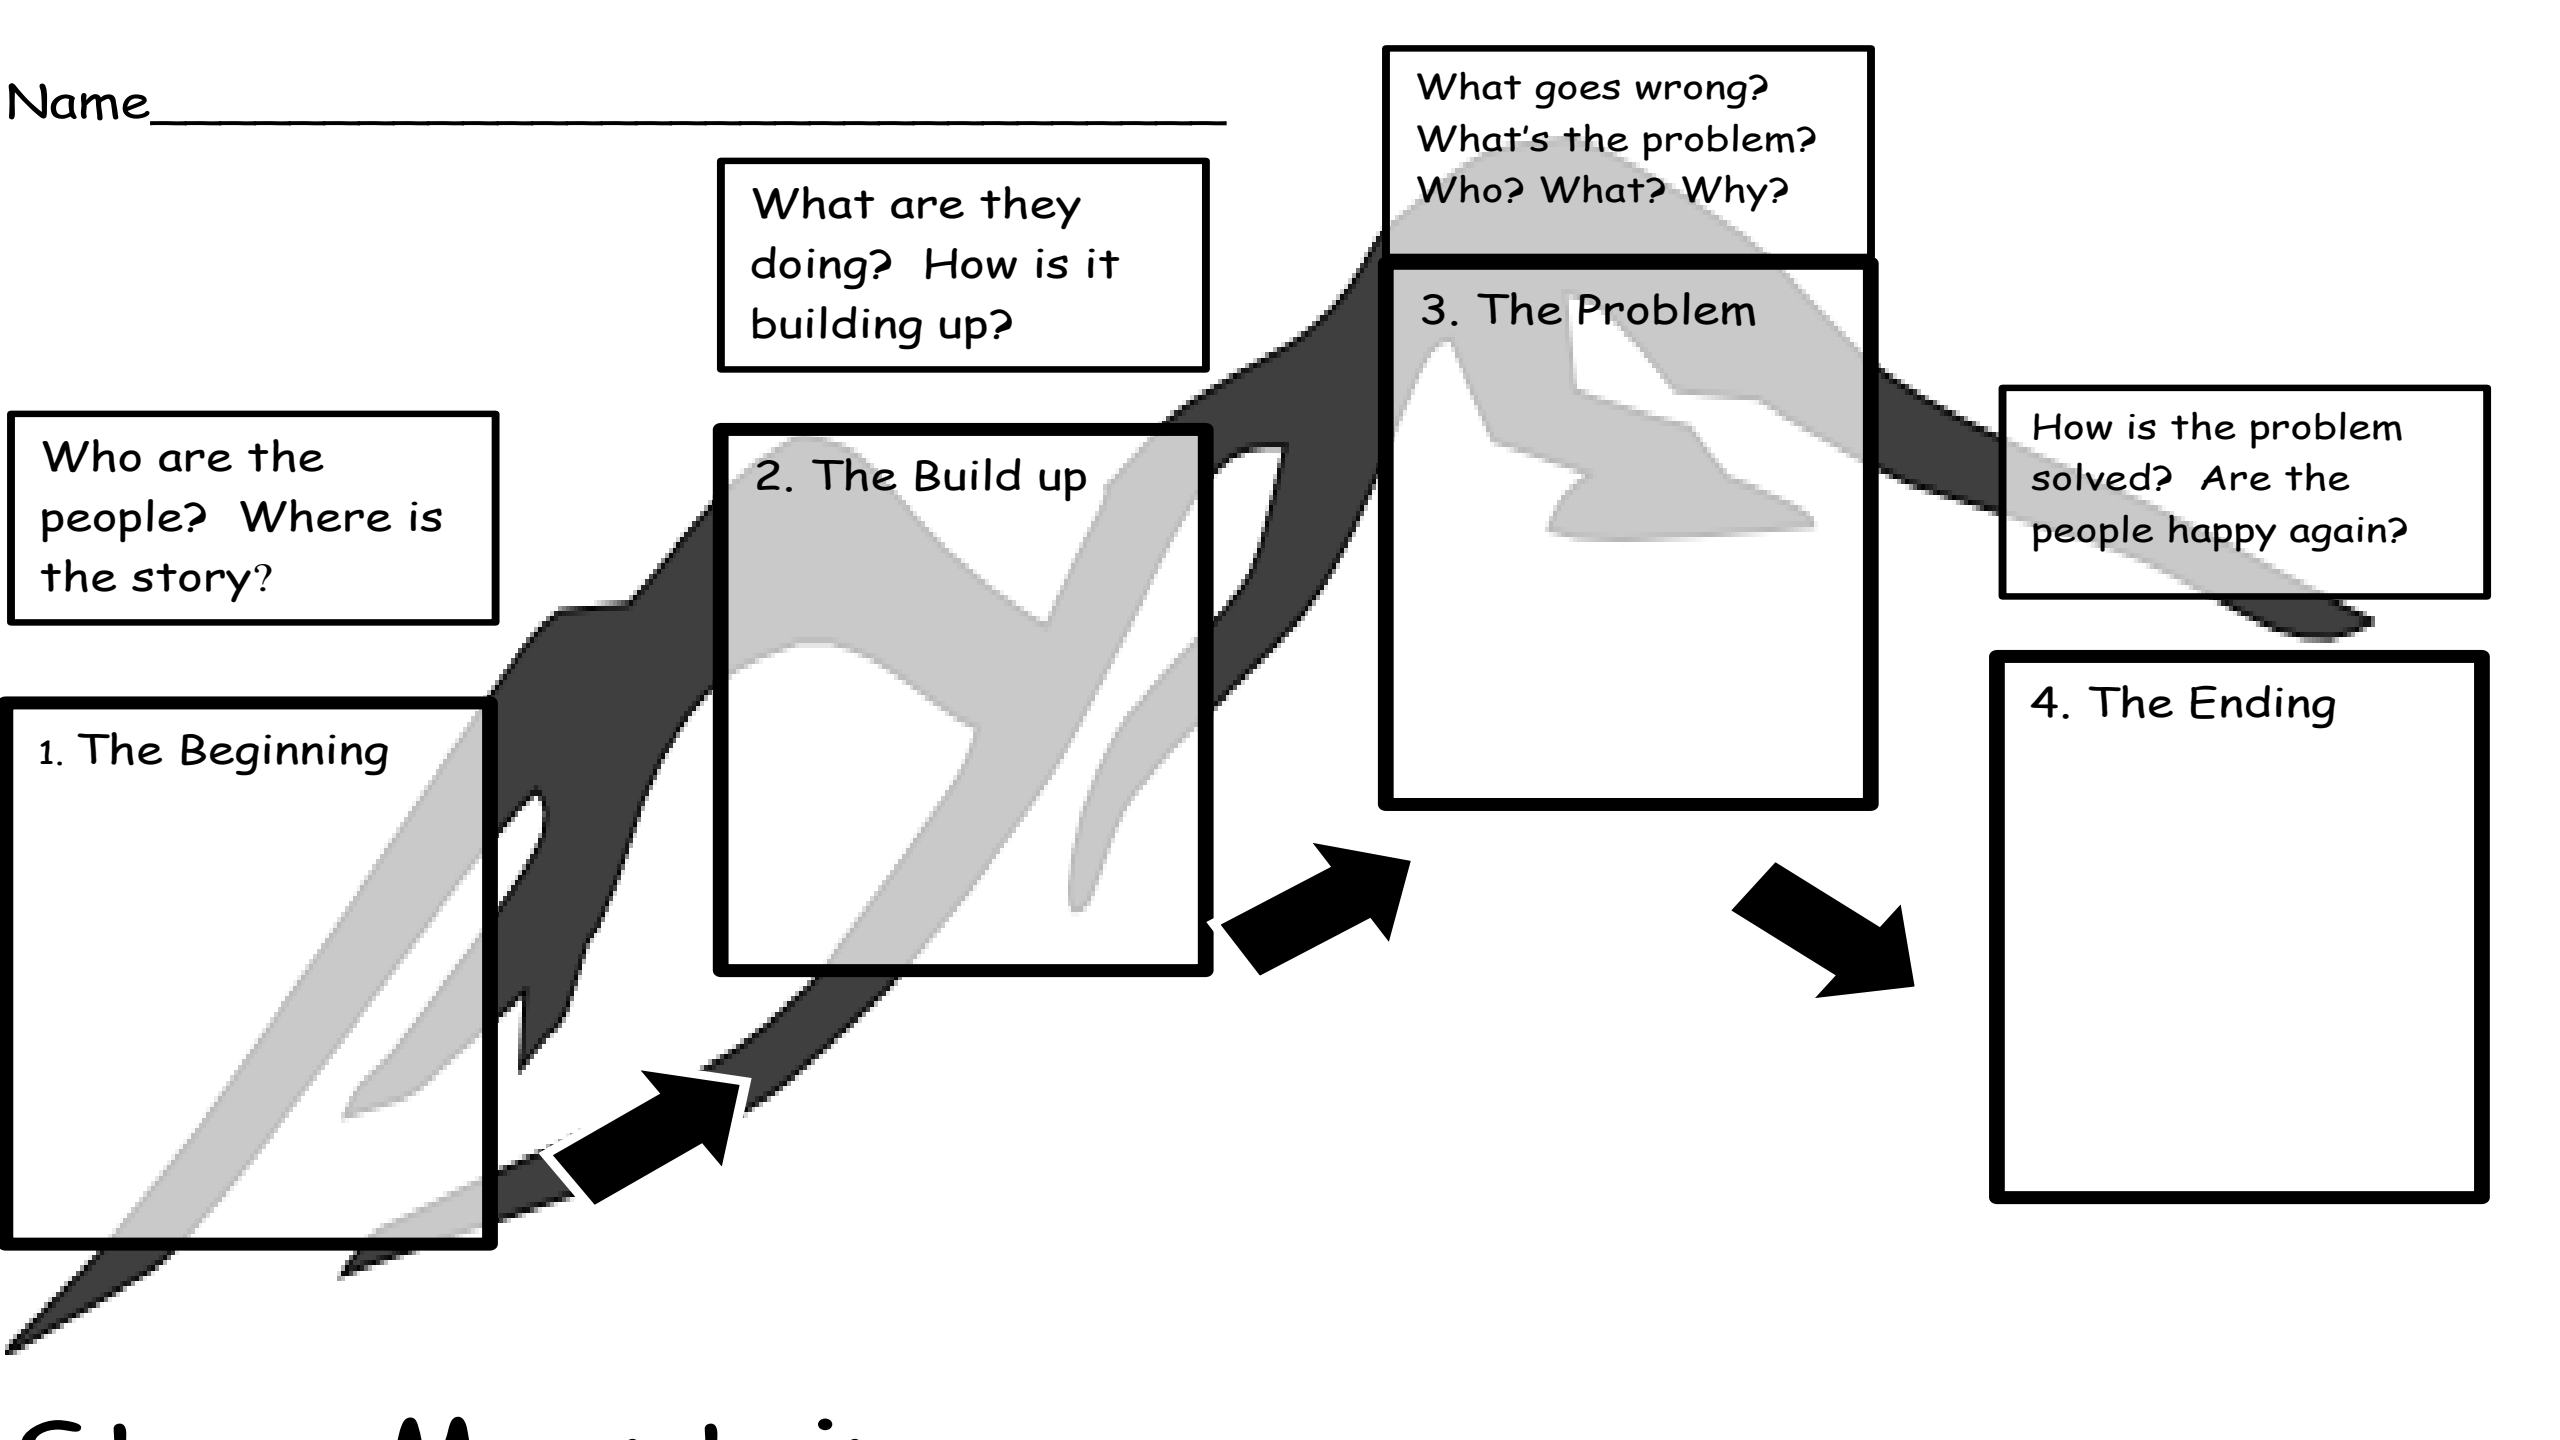 Name_______________________________
What goes wrong?
What's the problem?
Who? What? Why?
What are they
doing? How is it
building up?
Who are the
people? Where is
the story?
How is the problem
solved? Are the
people happy again?
1. The Beginning
2. The Build up
3. The Problem
4. The Ending